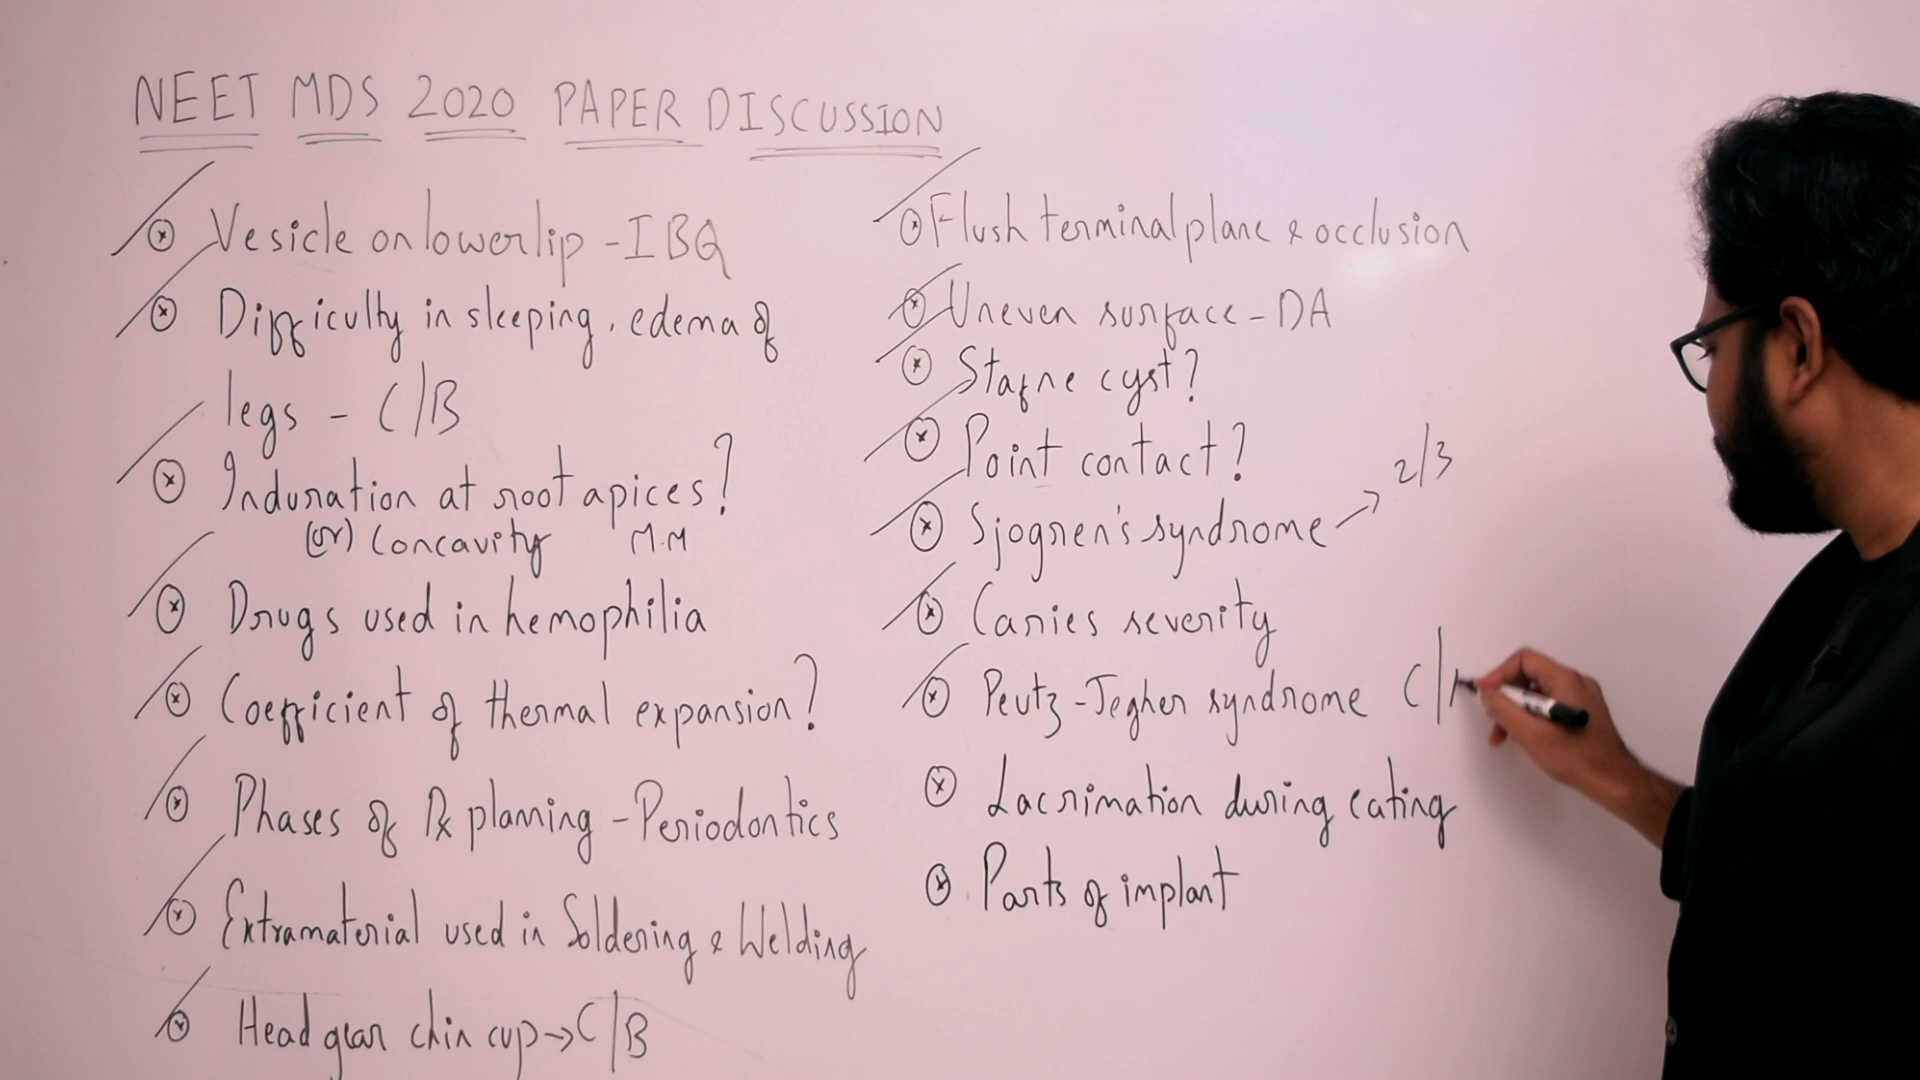 NEET MDS 2020 PAPER DISCUSSION
Vesicle on lower lip - IBQ
Difficulty in sleeping, edema of
legs - C/B
Induration at root apices?
(or) Concavity M.M
Drugs used in hemophilia
Coefficient of thermal expansion?
Phases of Rx planning - Periodontics
Extramaterial used in Soldering & Welding
Head gear chin cup → C/B
Flush terminal plane & occlusion
Uneven surface - DA
Stafne cyst?
Point contact?
Sjogren's syndrome → 2/3
Caries severity
Peutz-Jegher syndrome C/
Lacrimation during eating
Parts of implant